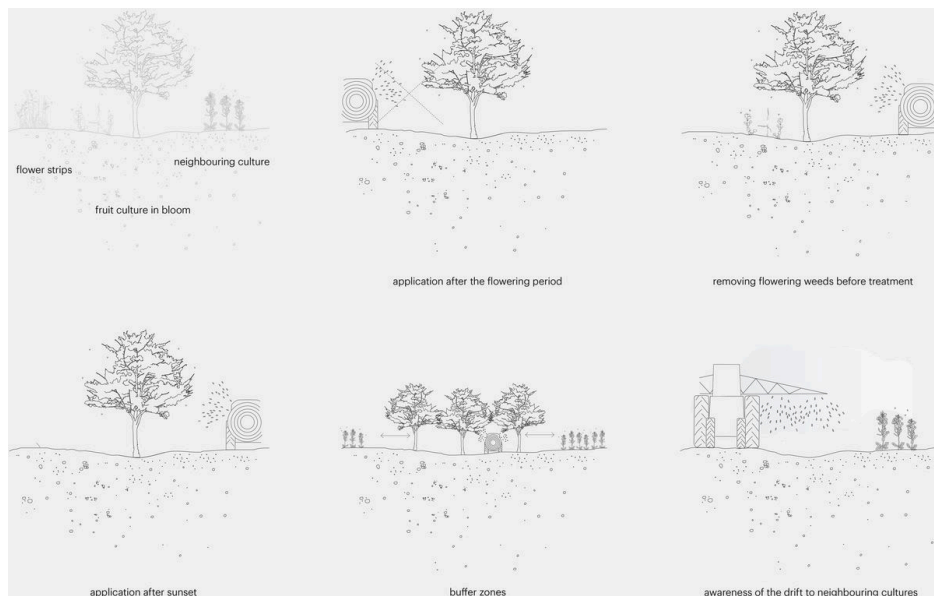 neighbouring culture
flower strips
fruit culture in bloom
application after the flowering period
removing flowering weeds before treatment
application after sunset
buffer zones
awareness of the drift to neighbouring cultures